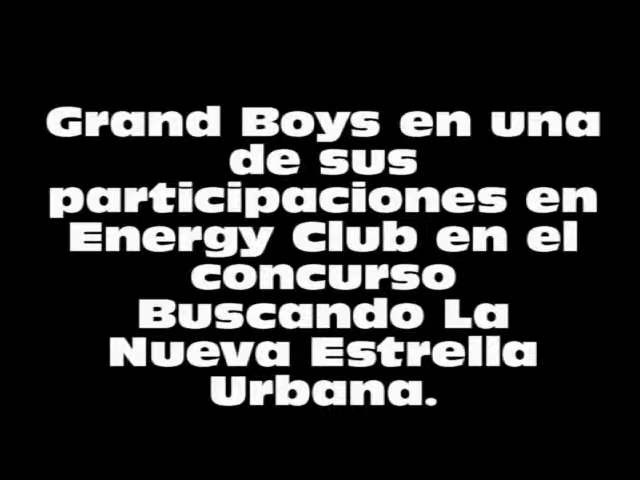 Grand Boys en una
de sus
participaciones en
Energy Club en el
concurso
Buscando La
Nueva Estrella
Urbana.